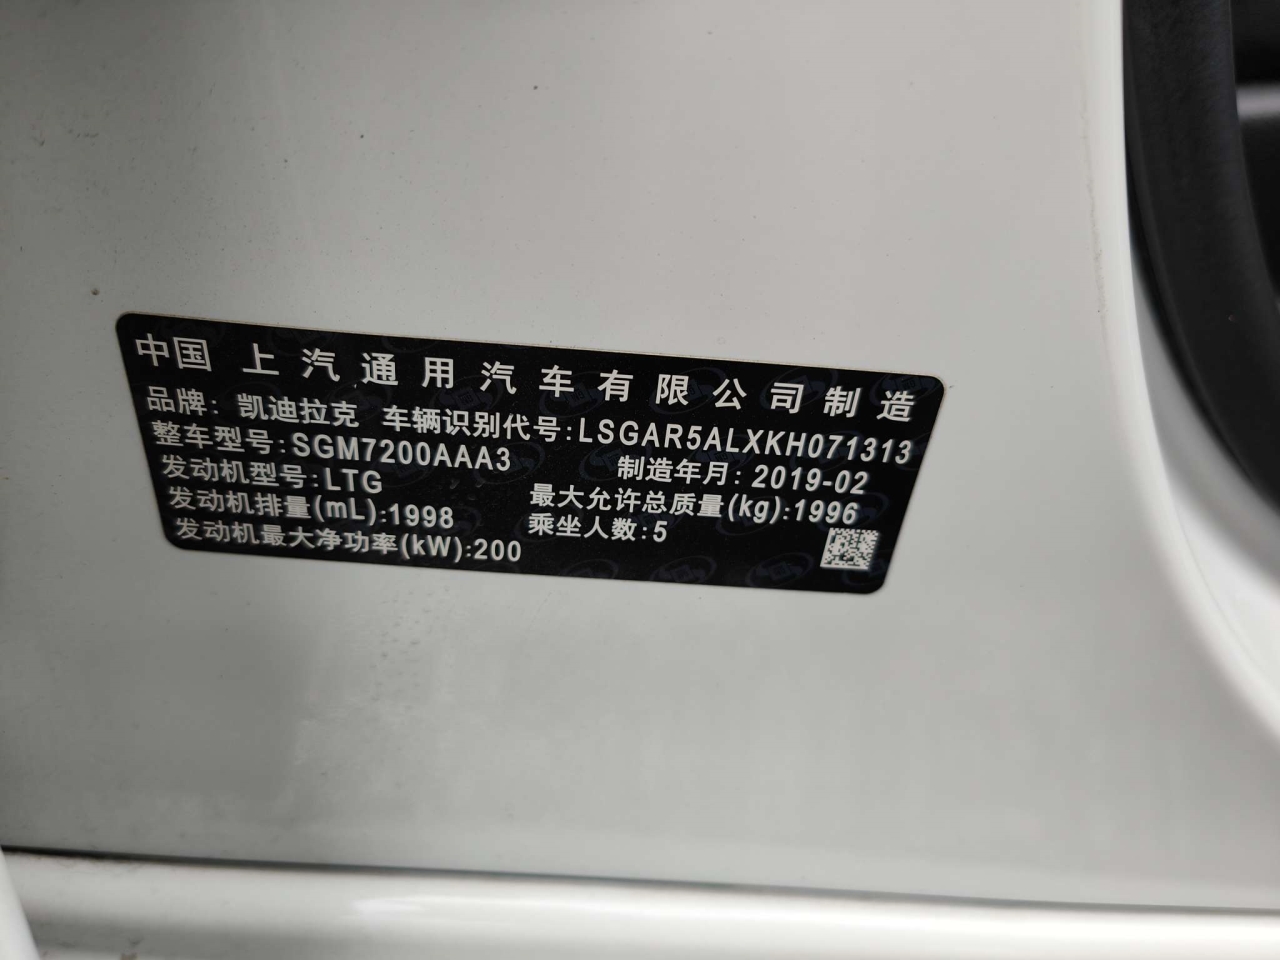 中国 上汽通用汽车有限公司制造
品牌: 凯迪拉克 车辆识别代号:LSGAR5ALXKH071313
整车型号:SGM7200AAA3 制造年月: 2019-02
发动机型号:LTG 最大允许总质量(kg):1996
发动机排量(mL):1998 乘坐人数:5
发动机最大净功率(kW):200